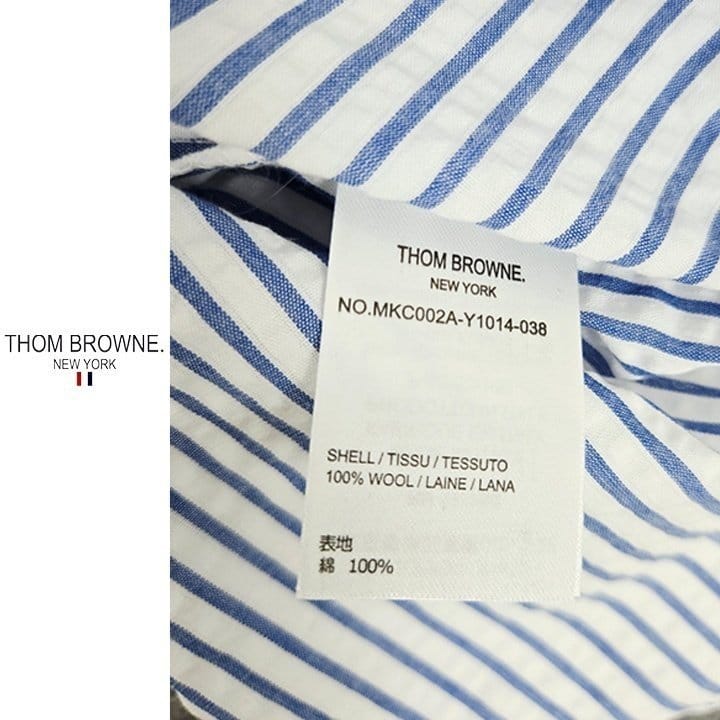 THOM BROWNE.
NEW YORK
THOM BROWNE.
NEW YORK
NO.MKC002A-Y1014-038
SHELL / TISSU / TESSUTO
100% WOOL / LAINE / LANA
表地
綿 100%